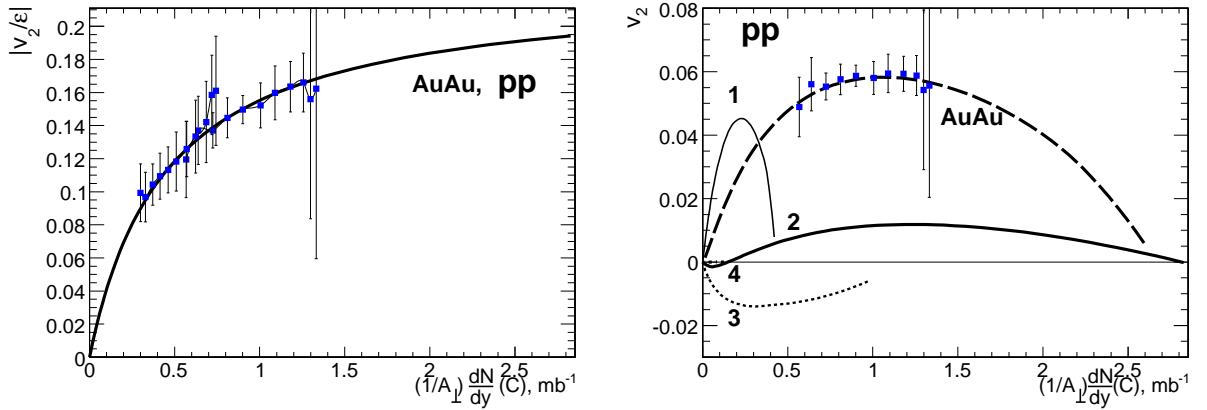 |v₂/ε|
0.2
0.18
0.16
0.14
0.12
0.1
0.08
0.06
0.04
0.02
0
AuAu, pp
0 0.5 1 1.5 2 2.5
(1/A⊥) dN/dy (C), mb⁻¹
v₂
0.08
0.06
0.04
0.02
0
-0.02
pp
1
AuAu
2
4
3
0 0.5 1 1.5 2 2.5
(1/A⊥) dN/dy (C), mb⁻¹